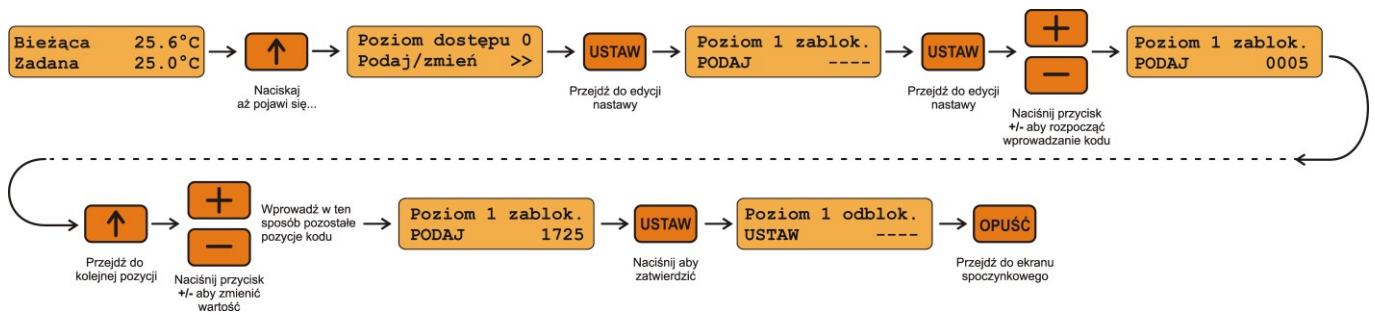 Bieżąca 25.6°C
Zadana 25.0°C
Naciskaj
aż pojawi się...
Poziom dostępu 0
Podaj/zmień >>
USTAW
Przejdź do edycji
nastawy
Poziom 1 zablok.
PODAJ ----
USTAW
Przejdź do edycji
nastawy
Naciśnij przycisk
+/- aby rozpocząć
wprowadzanie kodu
Poziom 1 zablok.
PODAJ 0005
Przejdź do
kolejnej pozycji
Naciśnij przycisk
+/- aby zmienić
wartość
Wprowadź w ten
sposób pozostałe
pozycje kodu
Poziom 1 zablok.
PODAJ 1725
USTAW
Naciśnij aby
zatwierdzić
Poziom 1 odblok.
USTAW ----
OPUŚĆ
Przejdź do ekranu
spoczynkowego